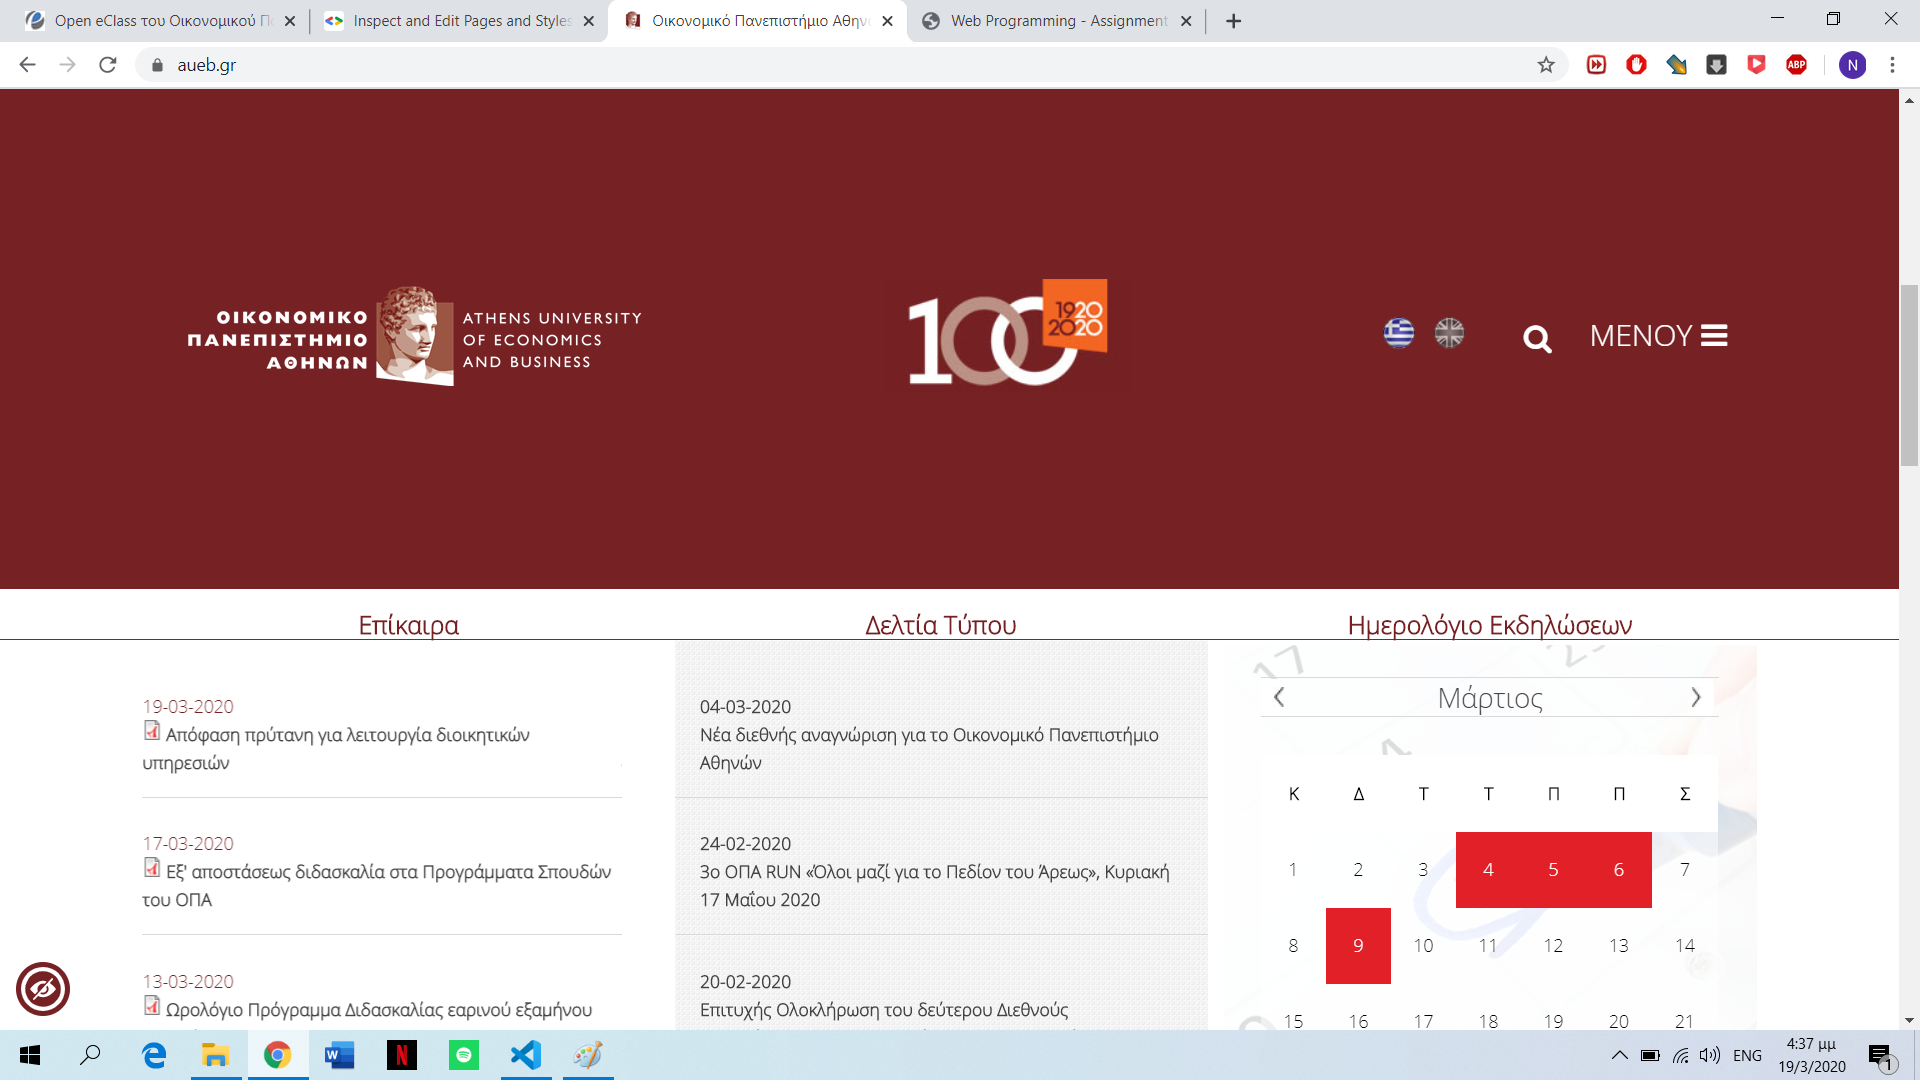 Open eClass του Οικονομικού Πα
Inspect and Edit Pages and Styles
Οικονομικό Πανεπιστήμιο Αθην
Web Programming - Assignment
aueb.gr
ABP
N
ΟΙΚΟΝΟΜΙΚΟ
ΠΑΝΕΠΙΣΤΗΜΙΟ
ΑΘΗΝΩΝ
ATHENS UNIVERSITY
OF ECONOMICS
AND BUSINESS
100
1920
2020
ΜΕΝΟΥ
Επίκαιρα
Δελτία Τύπου
Ημερολόγιο Εκδηλώσεων
19-03-2020
Απόφαση πρύτανη για λειτουργία διοικητικών
υπηρεσιών
17-03-2020
Εξ' αποστάσεως διδασκαλία στα Προγράμματα Σπουδών
του ΟΠΑ
13-03-2020
Ωρολόγιο Πρόγραμμα Διδασκαλίας εαρινού εξαμήνου
04-03-2020
Νέα διεθνής αναγνώριση για το Οικονομικό Πανεπιστήμιο
Αθηνών
24-02-2020
3ο ΟΠΑ RUN «Όλοι μαζί για το Πεδίον του Άρεως», Κυριακή
17 Μαΐου 2020
20-02-2020
Επιτυχής Ολοκλήρωση του δεύτερου Διεθνούς
17
Μάρτιος
Κ Δ Τ Τ Π Π Σ
1 2 3 4 5 6 7
8 9 10 11 12 13 14
15 16 17 18 19 20 21
ENG
4:37 μμ
19/3/2020
1